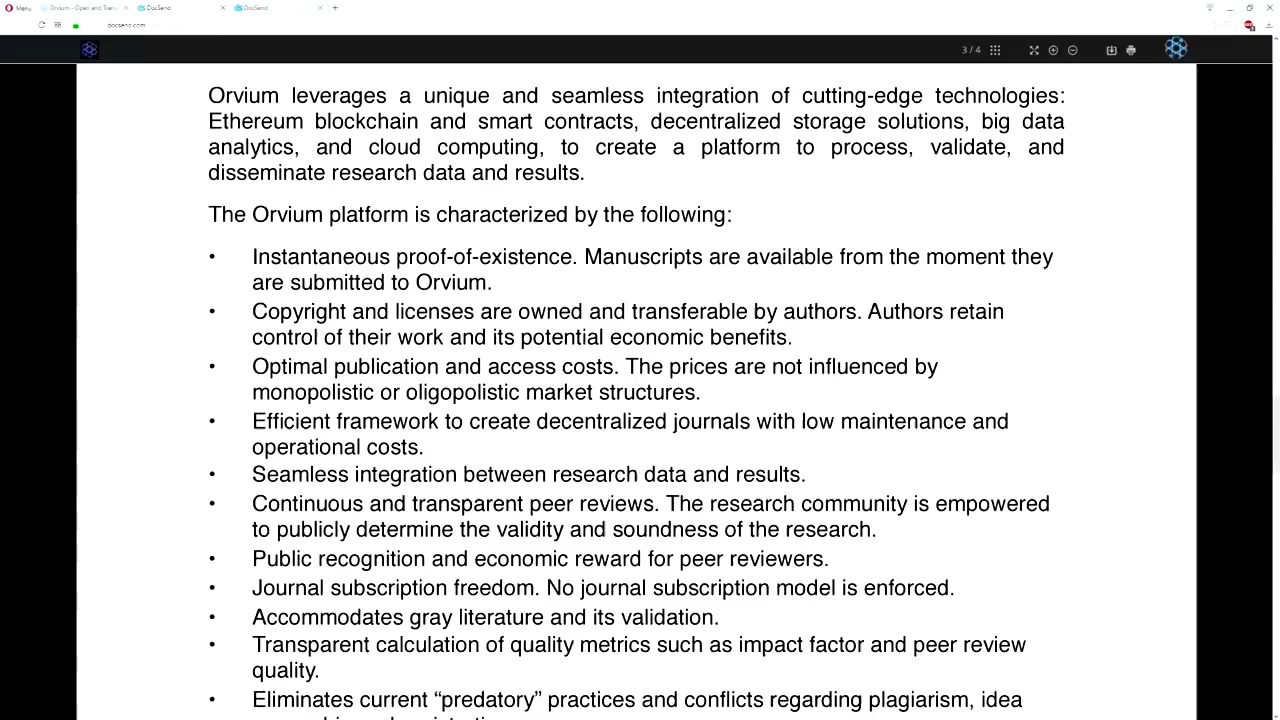 Menu
Orvium - Open and Tran
DocSend
DocSend
docsend.com
3 / 4
Orvium leverages a unique and seamless integration of cutting-edge technologies:
Ethereum blockchain and smart contracts, decentralized storage solutions, big data
analytics, and cloud computing, to create a platform to process, validate, and
disseminate research data and results.
The Orvium platform is characterized by the following:
• Instantaneous proof-of-existence. Manuscripts are available from the moment they
are submitted to Orvium.
• Copyright and licenses are owned and transferable by authors. Authors retain
control of their work and its potential economic benefits.
• Optimal publication and access costs. The prices are not influenced by
monopolistic or oligopolistic market structures.
• Efficient framework to create decentralized journals with low maintenance and
operational costs.
• Seamless integration between research data and results.
• Continuous and transparent peer reviews. The research community is empowered
to publicly determine the validity and soundness of the research.
• Public recognition and economic reward for peer reviewers.
• Journal subscription freedom. No journal subscription model is enforced.
• Accommodates gray literature and its validation.
• Transparent calculation of quality metrics such as impact factor and peer review
quality.
• Eliminates current “predatory” practices and conflicts regarding plagiarism, idea